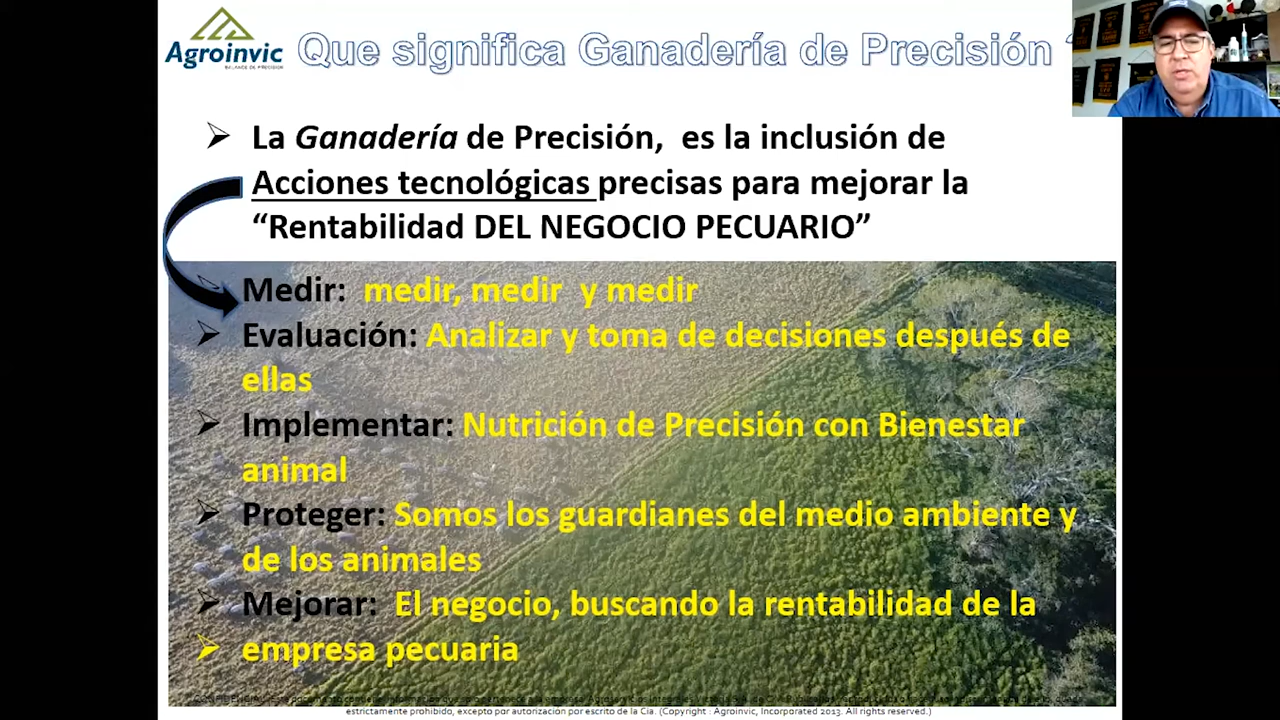 Agroinvic
BALANCE DE PRECISIÓN
Que significa Ganadería de Precisión ?
➢ La Ganadería de Precisión, es la inclusión de
Acciones tecnológicas precisas para mejorar la
“Rentabilidad DEL NEGOCIO PECUARIO”
➢ Medir: medir, medir y medir
➢ Evaluación: Analizar y toma de decisiones después de
ellas
➢ Implementar: Nutrición de Precisión con Bienestar
animal
➢ Proteger: Somos los guardianes del medio ambiente y
de los animales
➢ Mejorar: El negocio, buscando la rentabilidad de la
➢ empresa pecuaria
estrictamente prohibido, excepto por autorización por escrito de la Cia. (Copyright : Agroinvic, Incorporated 2013. All rights reserved.)